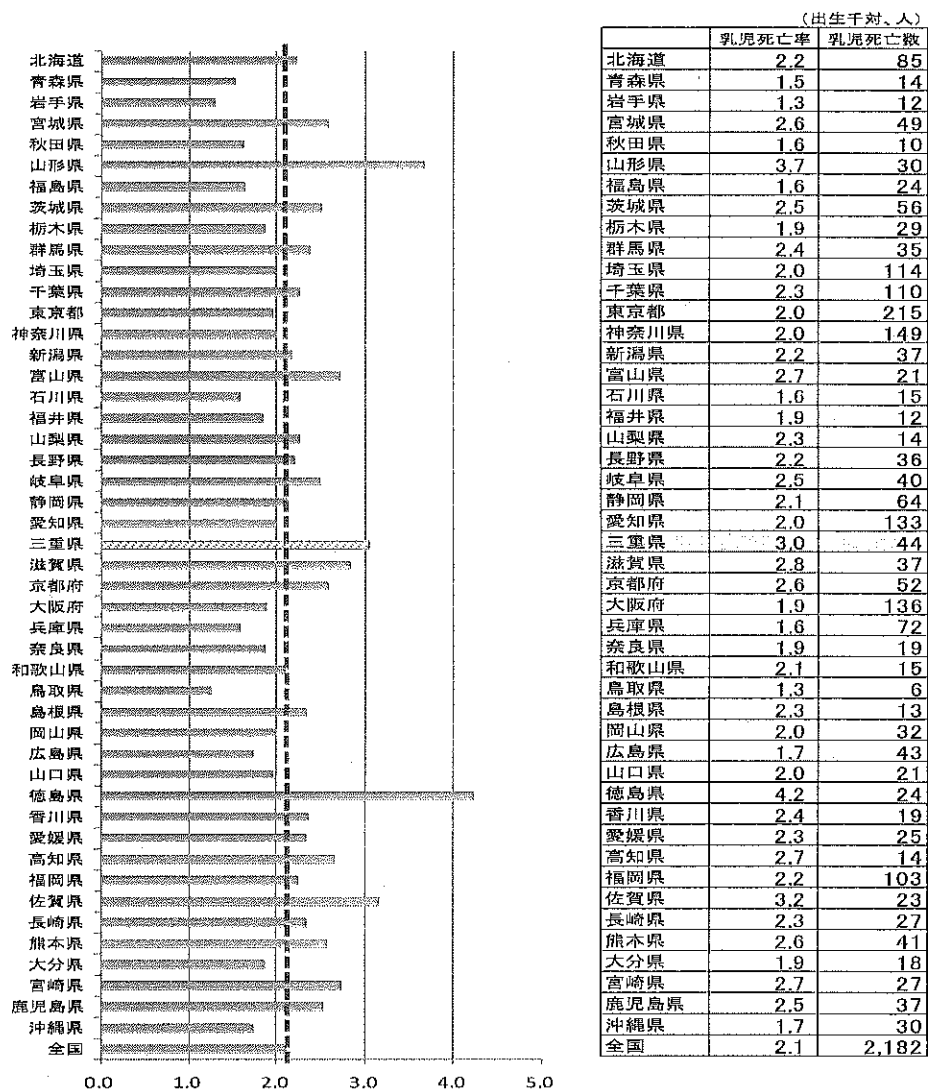 (出生千対、人)
乳児死亡率 乳児死亡数
北海道 北海道 2.2 85
青森県 青森県 1.5 14
岩手県 岩手県 1.3 12
宮城県 宮城県 2.6 49
秋田県 秋田県 1.6 10
山形県 山形県 3.7 30
福島県 福島県 1.6 24
茨城県 茨城県 2.5 56
栃木県 栃木県 1.9 29
群馬県 群馬県 2.4 35
埼玉県 埼玉県 2.0 114
千葉県 千葉県 2.3 110
東京都 東京都 2.0 215
神奈川県 神奈川県 2.0 149
新潟県 新潟県 2.2 37
富山県 富山県 2.7 21
石川県 石川県 1.6 15
福井県 福井県 1.9 12
山梨県 山梨県 2.3 14
長野県 長野県 2.2 36
岐阜県 岐阜県 2.5 40
静岡県 静岡県 2.1 64
愛知県 愛知県 2.0 133
三重県 三重県 3.0 44
滋賀県 滋賀県 2.8 37
京都府 京都府 2.6 52
大阪府 大阪府 1.9 136
兵庫県 兵庫県 1.6 72
奈良県 奈良県 1.9 19
和歌山県 和歌山県 2.1 15
鳥取県 鳥取県 1.3 6
島根県 島根県 2.3 13
岡山県 岡山県 2.0 32
広島県 広島県 1.7 43
山口県 山口県 2.0 21
徳島県 徳島県 4.2 24
香川県 香川県 2.4 19
愛媛県 愛媛県 2.3 25
高知県 高知県 2.7 14
福岡県 福岡県 2.2 103
佐賀県 佐賀県 3.2 23
長崎県 長崎県 2.3 27
熊本県 熊本県 2.6 41
大分県 大分県 1.9 18
宮崎県 宮崎県 2.7 27
鹿児島県 鹿児島県 2.5 37
沖縄県 沖縄県 1.7 30
全国 全国 2.1 2,182
0.0 1.0 2.0 3.0 4.0 5.0